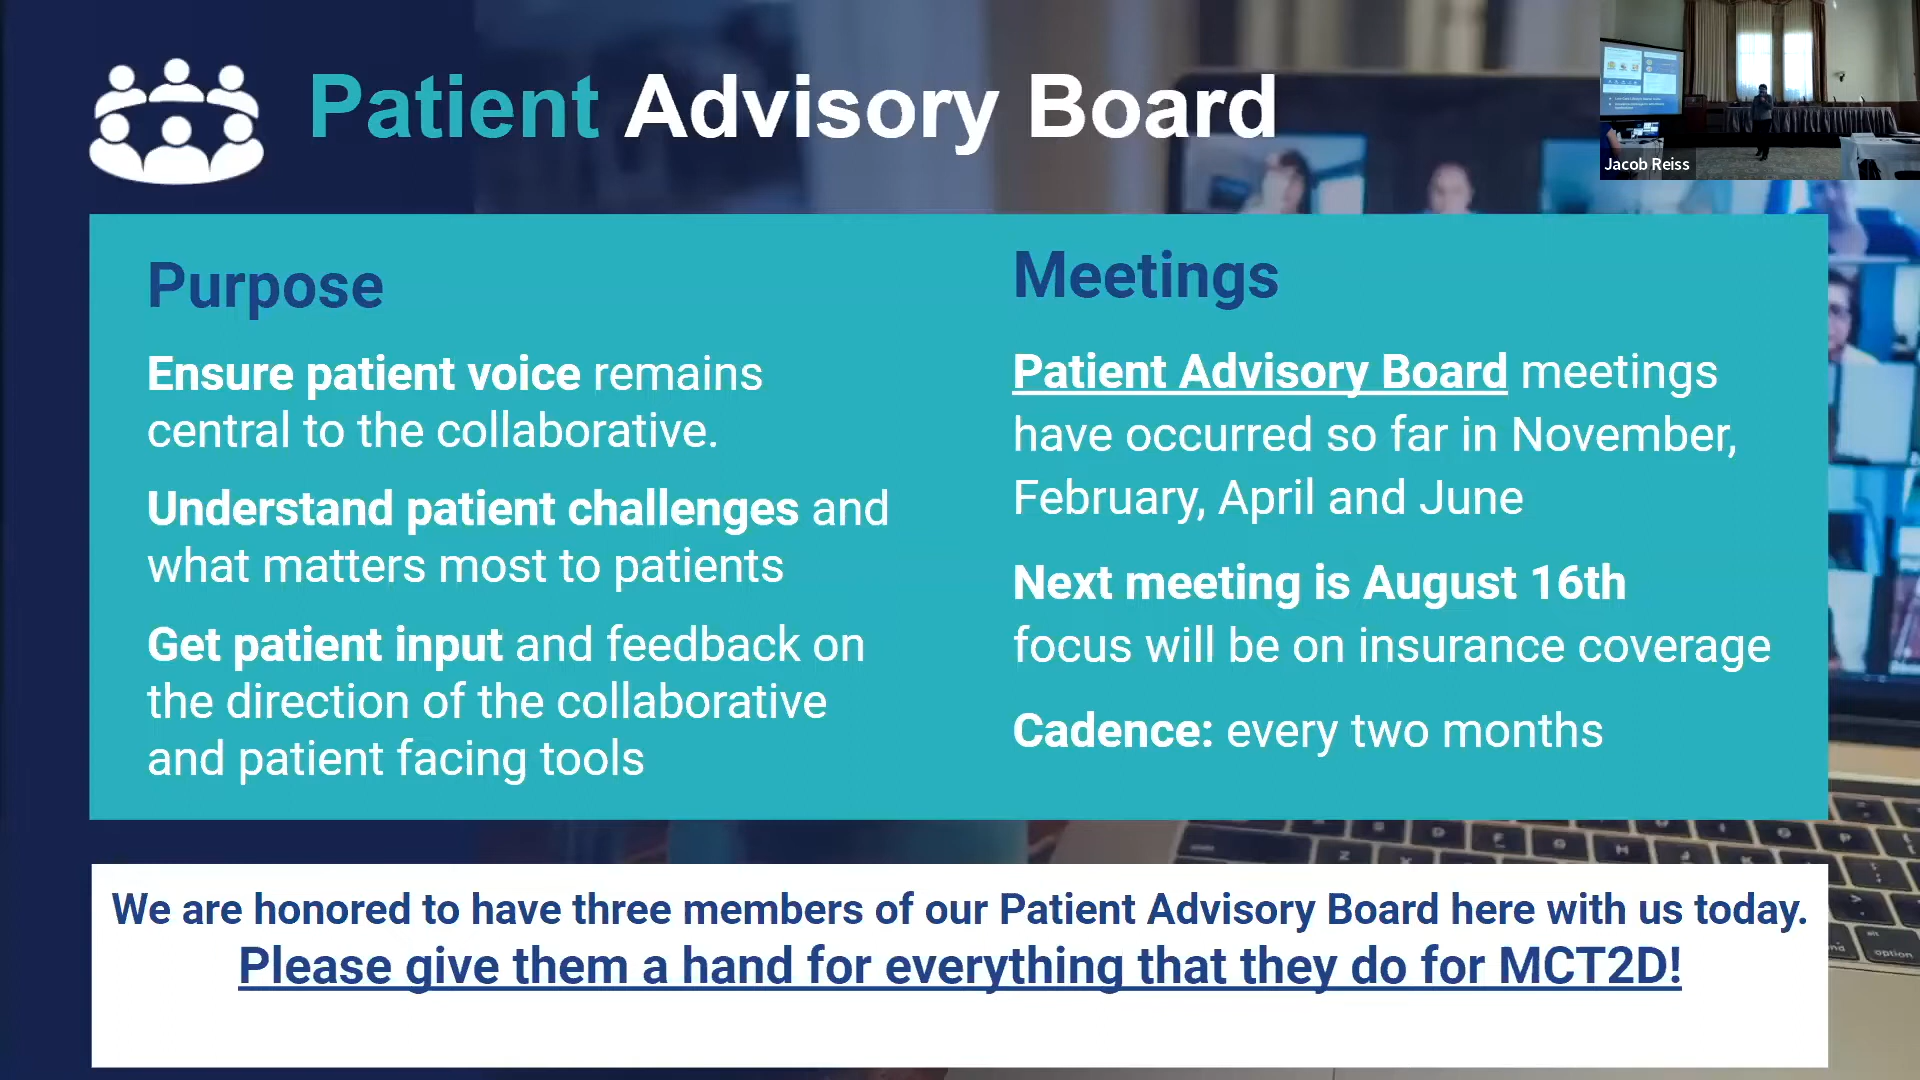 Patient Advisory Board
Jacob Reiss
Purpose
Ensure patient voice remains
central to the collaborative.
Understand patient challenges and
what matters most to patients
Get patient input and feedback on
the direction of the collaborative
and patient facing tools
Meetings
Patient Advisory Board meetings
have occurred so far in November,
February, April and June
Next meeting is August 16th
focus will be on insurance coverage
Cadence: every two months
We are honored to have three members of our Patient Advisory Board here with us today.
Please give them a hand for everything that they do for MCT2D!
option